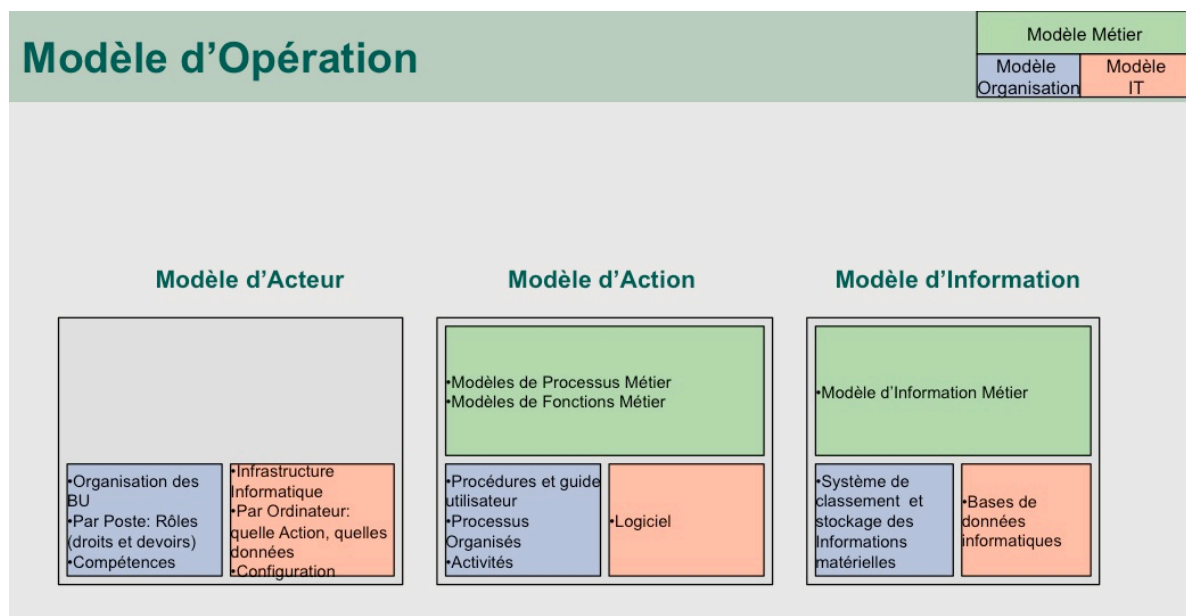 Modèle d'Opération
Modèle Métier
Modèle
Organisation
Modèle
IT
Modèle d'Acteur
Modèle d'Action
Modèle d'Information
•Organisation des
BU
•Par Poste: Rôles
(droits et devoirs)
•Compétences
•Infrastructure
Informatique
•Par Ordinateur:
quelle Action, quelles
données
•Configuration
•Modèles de Processus Métier
•Modèles de Fonctions Métier
•Procédures et guide
utilisateur
•Processus
Organisés
•Activités
•Logiciel
•Modèle d'Information Métier
•Système de
classement et
stockage des
Informations
matérielles
•Bases de
données
informatiques